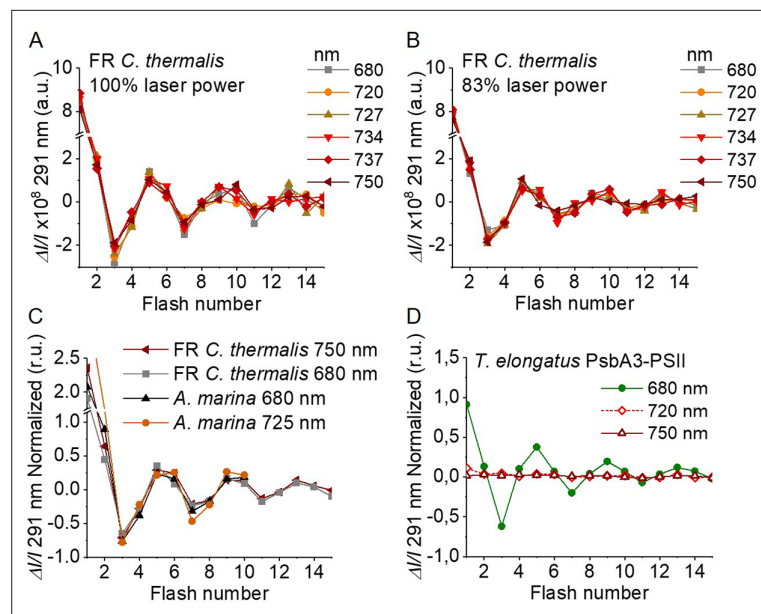 A
FR C. thermalis
100% laser power
nm
680
720
727
734
737
750
ΔI/I x10⁸ 291 nm (a.u.)
10
8
2
0
-2
2 4 6 8 10 12 14
Flash number
B
FR C. thermalis
83% laser power
nm
680
720
727
734
737
750
ΔI/I x10⁸ 291 nm (a.u.)
10
8
2
0
-2
2 4 6 8 10 12 14
Flash number
C
FR C. thermalis 750 nm
FR C. thermalis 680 nm
A. marina 680 nm
A. marina 725 nm
ΔI/I 291 nm Normalized (r.u.)
2.5
2.0
1.5
1.0
0.5
0.0
-0.5
-1.0
2 4 6 8 10 12 14
Flash number
D
T. elongatus PsbA3-PSII
680 nm
720 nm
750 nm
ΔI/I 291 nm Normalized (r.u.)
1,5
1,0
0,5
0,0
-0,5
-1,0
2 4 6 8 10 12 14
Flash number